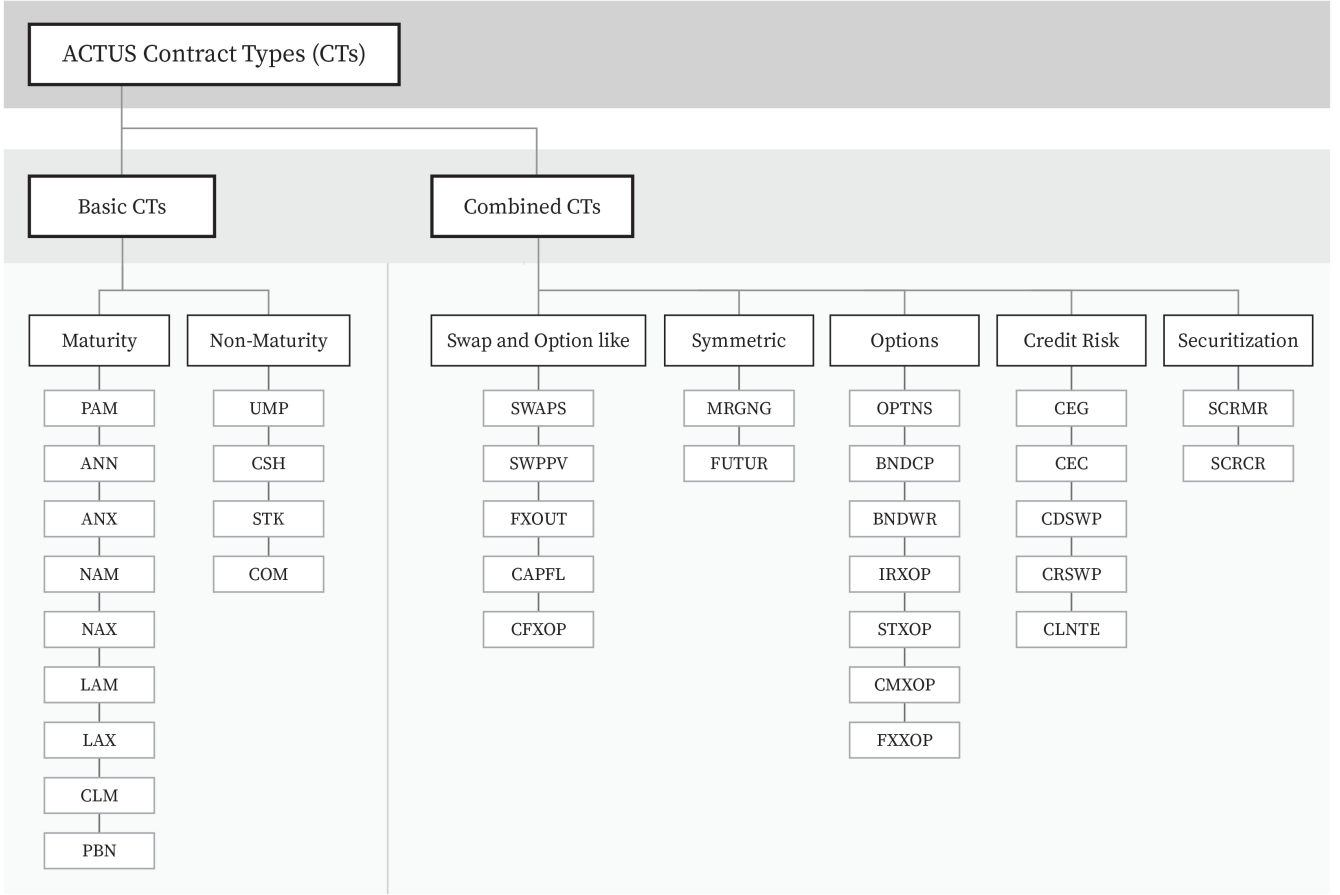 ACTUS Contract Types (CTs)
Basic CTs
Combined CTs
Maturity
PAM
ANN
ANX
NAM
NAX
LAM
LAX
CLM
PBN
Non-Maturity
UMP
CSH
STK
COM
Swap and Option like
SWAPS
SWPPV
FXOUT
CAPFL
CFXOP
Symmetric
MRGNG
FUTUR
Options
OPTNS
BNDCP
BNDWR
IRXOP
STXOP
CMXOP
FXXOP
Credit Risk
CEG
CEC
CDSWP
CRSWP
CLNTE
Securitization
SCRMR
SCRCR